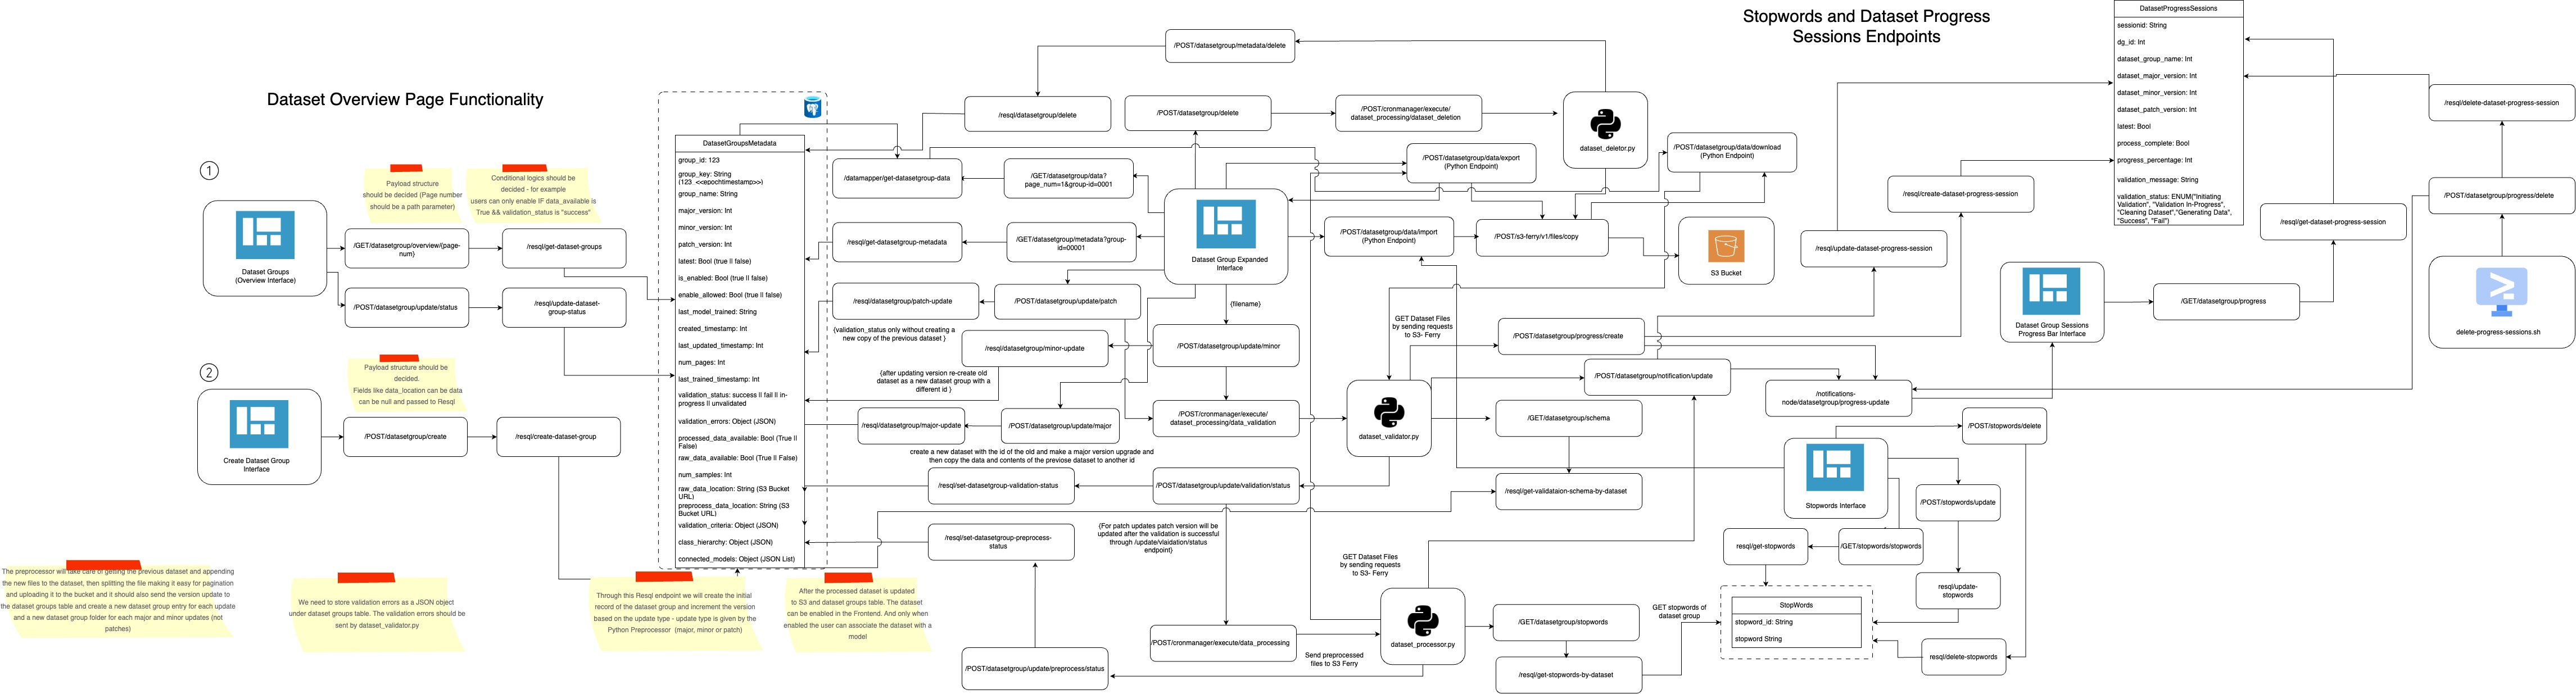 Stopwords and Dataset Progress
Sessions Endpoints
Dataset Overview Page Functionality
1
Payload structure
should be decided (Page number
should be a path parameter)
Conditional logics should be
decided - for example
users can only enable IF data_available is
True && validation_status is "success"
Dataset Groups
(Overview Interface)
/GET/datasetgroup/overview/{page-
num}
/resql/get-dataset-groups
/POST/datasetgroup/update/status
/resql/update-dataset-
group-status
2
Payload structure should be
decided.
Fields like data_location can be data
can be null and passed to Resql
Create Dataset Group
Interface
/POST/datasetgroup/create
/resql/create-dataset-group
The preprocessor will take care of getting the previous dataset and appending
the new files to the dataset, then splitting the file making it easy for pagination
and uploading it to the bucket and it should also send the version update to
the dataset groups table and create a new dataset group entry for each update
and a new dataset group folder for each major and minor updates (not
patches)
We need to store validation errors as a JSON object
under dataset groups table. The validation errors should be
sent by dataset_validator.py
Through this Resql endpoint we will create the initial
record of the dataset group and increment the version
based on the update type - update type is given by the
Python Preprocessor (major, minor or patch)
After the processed dataset is updated
to S3 and dataset groups table. The dataset
can be enabled in the Frontend. And only when
enabled the user can associate the dataset with a
model
DatasetGroupsMetadata
group_id: 123
group_key: String
(123_<<epochtimestamp>>)
group_name: String
major_version: Int
minor_version: Int
patch_version: Int
latest: Bool (true || false)
is_enabled: Bool (true || false)
enable_allowed: Bool (true || false)
last_model_trained: String
created_timestamp: Int
last_updated_timestamp: Int
num_pages: Int
last_trained_timestamp: Int
validation_status: success || fail || in-
progress || unvalidated
validation_errors: Object (JSON)
processed_data_available: Bool (True ||
False)
raw_data_available: Bool (True || False)
num_samples: Int
raw_data_location: String (S3 Bucket
URL)
preprocess_data_location: String (S3
Bucket URL)
validation_criteria: Object (JSON)
class_hierarchy: Object (JSON)
connected_models: Object (JSON List)
/POST/datasetgroup/metadata/delete
/resql/datasetgroup/delete
/POST/datasetgroup/delete
/POST/cronmanager/execute/
dataset_processing/dataset_deletion
dataset_deletor.py
/datamapper/get-datasetgroup-data
/GET/datasetgroup/data?
page_num=1&group-id=0001
/POST/datasetgroup/data/export
(Python Endpoint)
/POST/datasetgroup/data/download
(Python Endpoint)
/resql/get-datasetgroup-metadata
/GET/datasetgroup/metadata?group-
id=00001
Dataset Group Expanded
Interface
/POST/datasetgroup/data/import
(Python Endpoint)
/POST/s3-ferry/v1/files/copy
S3 Bucket
/resql/datasetgroup/patch-update
/POST/datasetgroup/update/patch
{filename}
{validation_status only without creating a
new copy of the previous dataset }
/resql/datasetgroup/minor-update
/POST/datasetgroup/update/minor
{after updating version re-create old
dataset as a new dataset group with a
different id }
/resql/datasetgroup/major-update
/POST/datasetgroup/update/major
create a new dataset with the id of the old and make a major version upgrade and
then copy the data and contents of the previose dataset to another id
/POST/cronmanager/execute/
dataset_processing/data_validation
GET Dataset Files
by sending requests
to S3- Ferry
dataset_validator.py
/POST/datasetgroup/progress/create
/POST/datasetgroup/notification/update
/GET/datasetgroup/schema
/resql/get-validataion-schema-by-dataset
/resql/set-datasetgroup-validation-status
/POST/datasetgroup/update/validation/status
{For patch updates patch version will be
updated after the validation is successful
through /update/vlaidation/status
endpoint}
/resql/set-datasetgroup-preprocess-
status
GET Dataset Files
by sending requests
to S3- Ferry
/POST/cronmanager/execute/data_processing
dataset_processor.py
/POST/datasetgroup/update/preprocess/status
Send preprocessed
files to S3 Ferry
/GET/datasetgroup/stopwords
/resql/get-stopwords-by-dataset
GET stopwords of
dataset group
DatasetProgressSessions
sessionid: String
dg_id: Int
dataset_group_name: Int
dataset_major_version: Int
dataset_minor_version: Int
dataset_patch_version: Int
latest: Bool
process_complete: Bool
progress_percentage: Int
validation_message: String
validation_status: ENUM("Initiating
Validation", "Validation In-Progress",
"Cleaning Dataset","Generating Data",
"Success", "Fail")
/resql/create-dataset-progress-session
/resql/update-dataset-progress-session
/resql/delete-dataset-progress-session
/POST/datasetgroup/progress/delete
/resql/get-dataset-progress-session
Dataset Group Sessions
Progress Bar Interface
/GET/datasetgroup/progress
delete-progress-sessions.sh
/notifications-
node/datasetgroup/progress-update
/POST/stopwords/delete
Stopwords Interface
/POST/stopwords/update
resql/get-stopwords
/GET/stopwords/stopwords
resql/update-
stopwords
StopWords
stopword_id: String
stopword String
resql/delete-stopwords